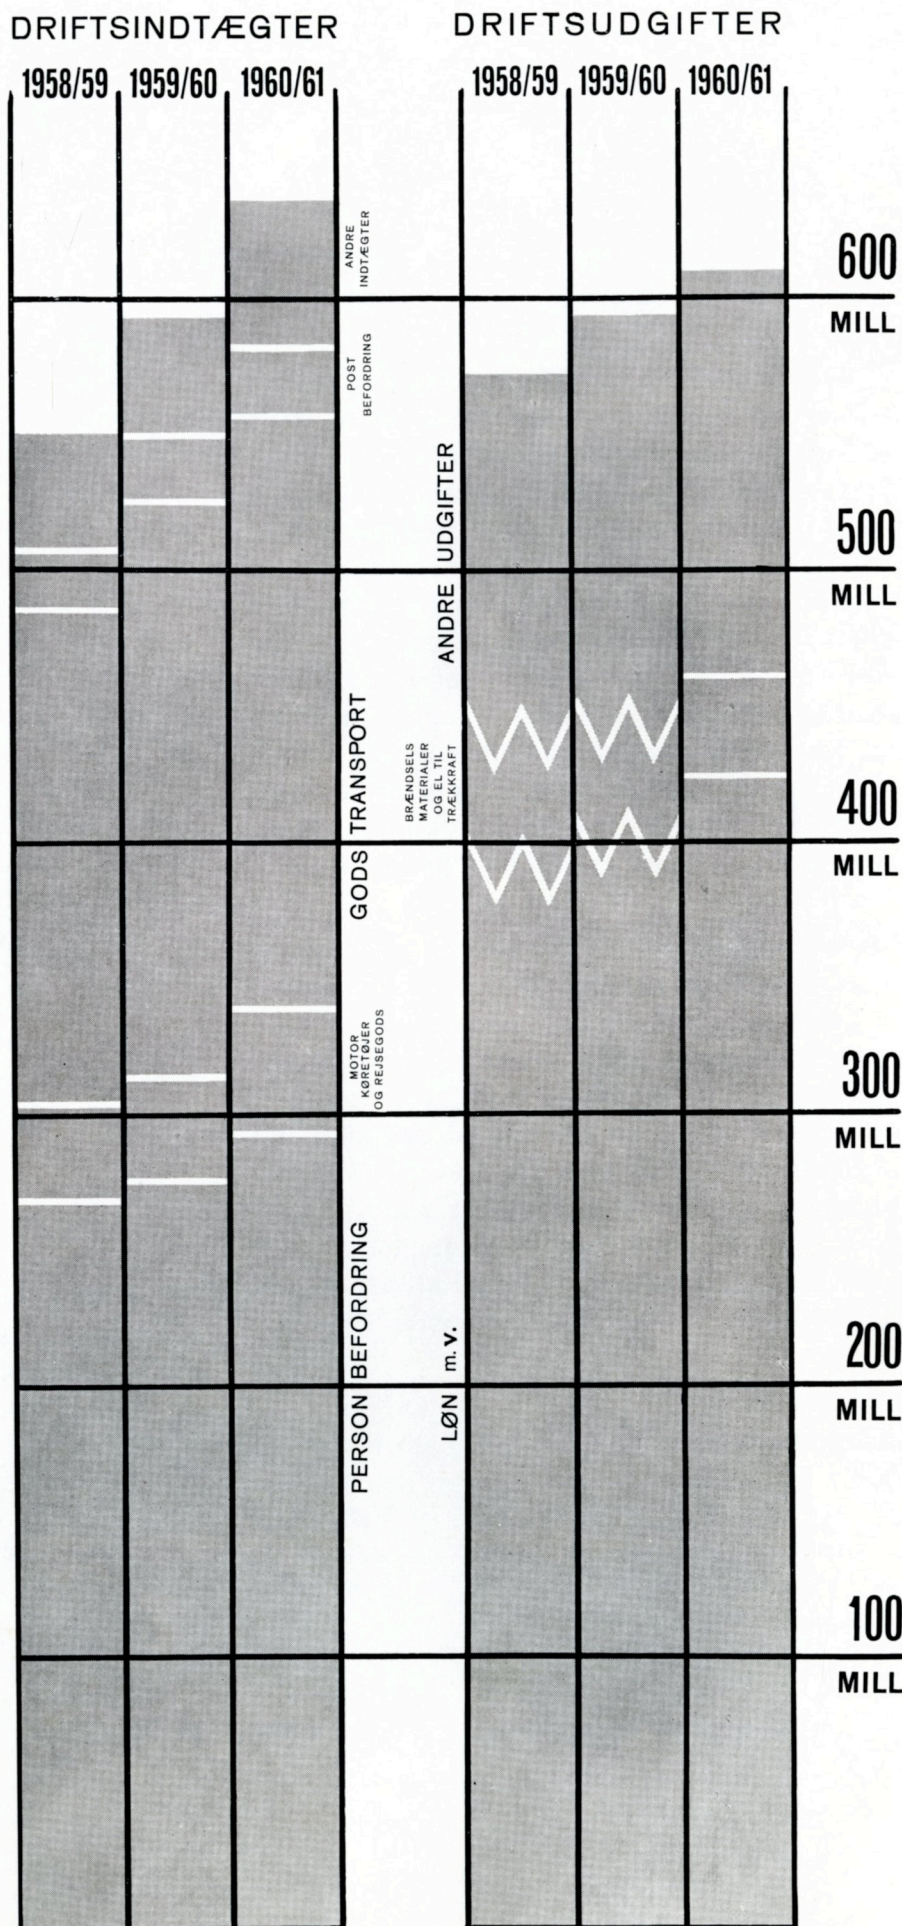 DRIFTSINDTÆGTER
DRIFTSUDGIFTER
1958/59
1959/60
1960/61
1958/59
1959/60
1960/61
ANDRE
INDTÆGTER
POST
BEFORDRING
GODS TRANSPORT
MOTOR
KØRETØJER
OG REJSEGODS
PERSON BEFORDRING
ANDRE UDGIFTER
BRÆNDSELS
MATERIALER
OG EL TIL
TRÆKKRAFT
LØN m. v.
600
MILL
500
MILL
400
MILL
300
MILL
200
MILL
100
MILL